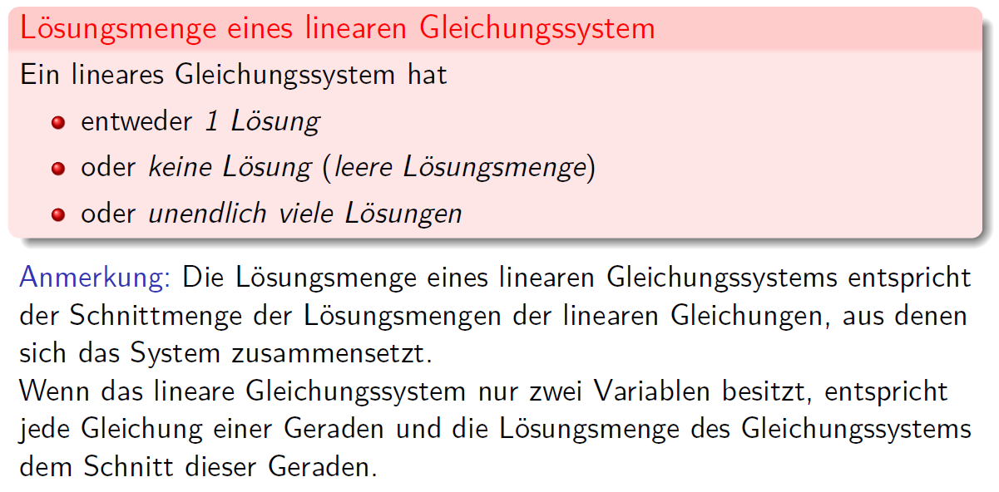 Lösungsmenge eines linearen Gleichungssystem
Ein lineares Gleichungssystem hat
entweder 1 Lösung
oder keine Lösung (leere Lösungsmenge)
oder unendlich viele Lösungen
Anmerkung: Die Lösungsmenge eines linearen Gleichungssystems entspricht
der Schnittmenge der Lösungsmengen der linearen Gleichungen, aus denen
sich das System zusammensetzt.
Wenn das lineare Gleichungssystem nur zwei Variablen besitzt, entspricht
jede Gleichung einer Geraden und die Lösungsmenge des Gleichungssystems
dem Schnitt dieser Geraden.